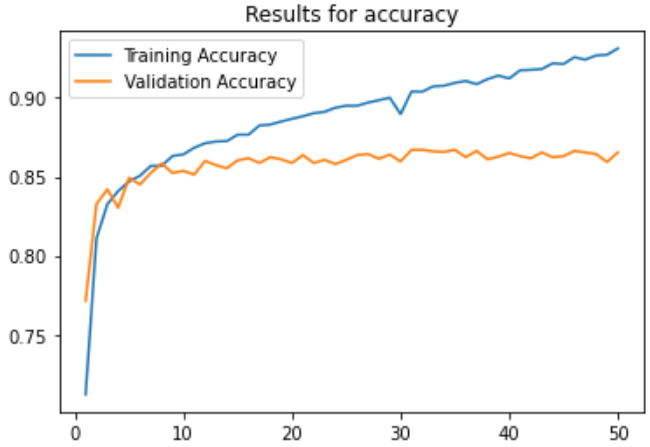 Results for accuracy
Training Accuracy
Validation Accuracy
0.90
0.85
0.80
0.75
0 10 20 30 40 50